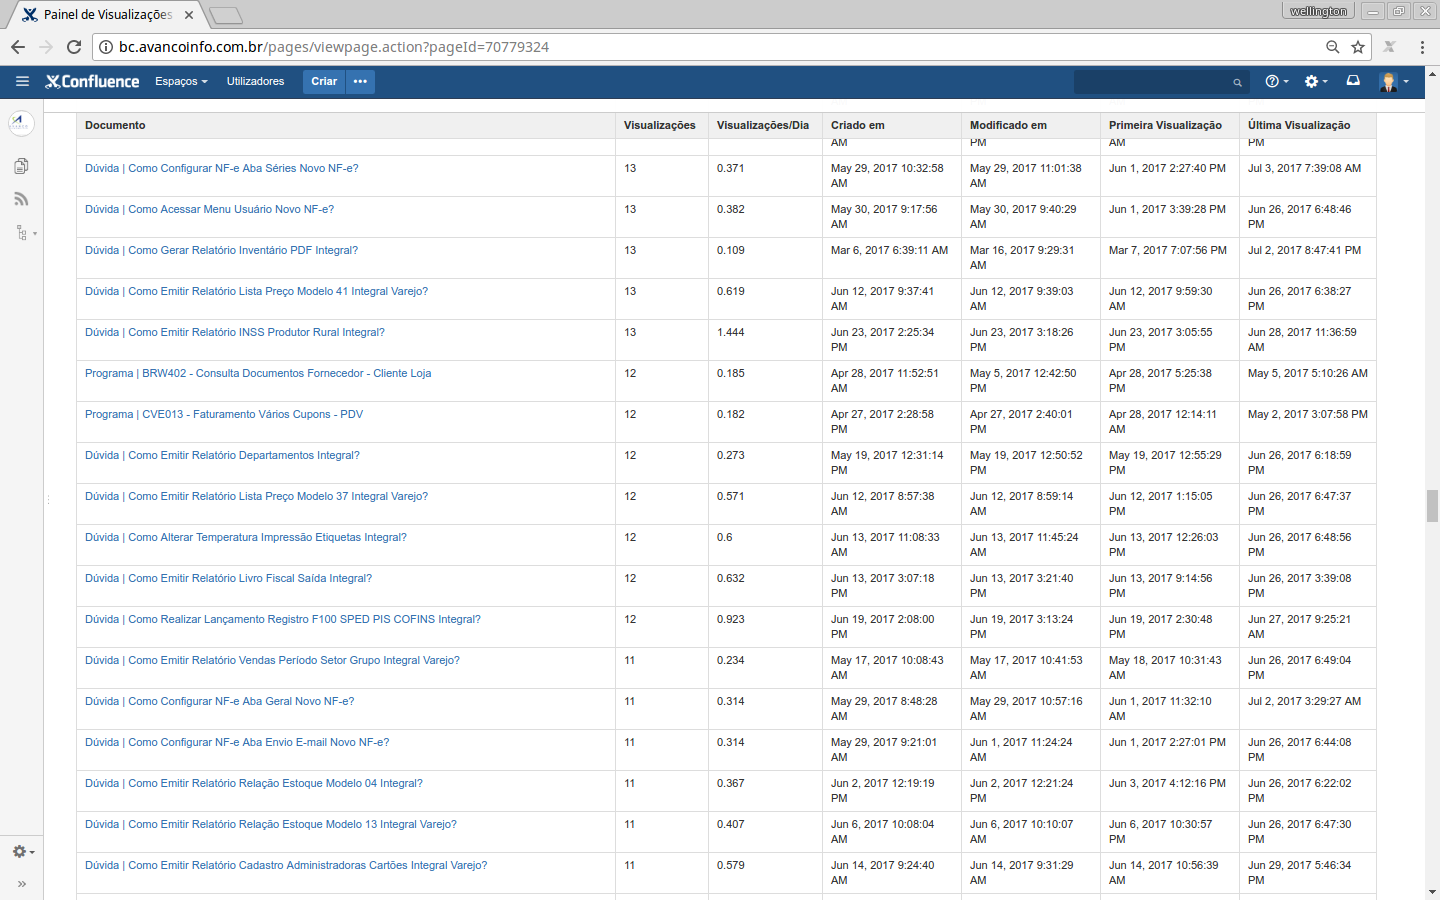 Painel de Visualizações
wellington
bc.avancoinfo.com.br/pages/viewpage.action?pageId=70779324
Confluence Espaços Utilizadores Criar
Documento Visualizações Visualizações/Dia Criado em Modificado em Primeira Visualização Última Visualização
AM PM AM PM
Dúvida | Como Configurar NF-e Aba Séries Novo NF-e? 13 0.371 May 29, 2017 10:32:58 May 29, 2017 11:01:38 Jun 1, 2017 2:27:40 PM Jul 3, 2017 7:39:08 AM
AM AM
Dúvida | Como Acessar Menu Usuário Novo NF-e? 13 0.382 May 30, 2017 9:17:56 May 30, 2017 9:40:29 Jun 1, 2017 3:39:28 PM Jun 26, 2017 6:48:46
AM AM PM
Dúvida | Como Gerar Relatório Inventário PDF Integral? 13 0.109 Mar 6, 2017 6:39:11 AM Mar 16, 2017 9:29:31 Mar 7, 2017 7:07:56 PM Jul 2, 2017 8:47:41 PM
AM
Dúvida | Como Emitir Relatório Lista Preço Modelo 41 Integral Varejo? 13 0.619 Jun 12, 2017 9:37:41 Jun 12, 2017 9:39:03 Jun 12, 2017 9:59:30 Jun 26, 2017 6:38:27
AM AM AM PM
Dúvida | Como Emitir Relatório INSS Produtor Rural Integral? 13 1.444 Jun 23, 2017 2:25:34 Jun 23, 2017 3:18:26 Jun 23, 2017 3:05:55 Jun 28, 2017 11:36:59
PM PM PM AM
Programa | BRW402 - Consulta Documentos Fornecedor - Cliente Loja 12 0.185 Apr 28, 2017 11:52:51 May 5, 2017 12:42:50 Apr 28, 2017 5:25:38 May 5, 2017 5:10:26 AM
AM PM PM
Programa | CVE013 - Faturamento Vários Cupons - PDV 12 0.182 Apr 27, 2017 2:28:58 Apr 27, 2017 2:40:01 Apr 28, 2017 12:14:11 May 2, 2017 3:07:58 PM
PM PM AM
Dúvida | Como Emitir Relatório Departamentos Integral? 12 0.273 May 19, 2017 12:31:14 May 19, 2017 12:50:52 May 19, 2017 12:55:29 Jun 26, 2017 6:18:59
PM PM PM PM
Dúvida | Como Emitir Relatório Lista Preço Modelo 37 Integral Varejo? 12 0.571 Jun 12, 2017 8:57:38 Jun 12, 2017 8:59:14 Jun 12, 2017 1:15:05 Jun 26, 2017 6:47:37
AM AM PM PM
Dúvida | Como Alterar Temperatura Impressão Etiquetas Integral? 12 0.6 Jun 13, 2017 11:08:33 Jun 13, 2017 11:45:24 Jun 13, 2017 12:26:03 Jun 26, 2017 6:48:56
AM AM PM PM
Dúvida | Como Emitir Relatório Livro Fiscal Saída Integral? 12 0.632 Jun 13, 2017 3:07:18 Jun 13, 2017 3:21:40 Jun 13, 2017 9:14:56 Jun 26, 2017 3:39:08
PM PM PM PM
Dúvida | Como Realizar Lançamento Registro F100 SPED PIS COFINS Integral? 12 0.923 Jun 19, 2017 2:08:00 Jun 19, 2017 3:13:24 Jun 19, 2017 2:30:48 Jun 27, 2017 9:25:21
PM PM PM AM
Dúvida | Como Emitir Relatório Vendas Período Setor Grupo Integral Varejo? 11 0.234 May 17, 2017 10:08:43 May 17, 2017 10:41:53 May 18, 2017 10:31:43 Jun 26, 2017 6:49:04
AM AM AM PM
Dúvida | Como Configurar NF-e Aba Geral Novo NF-e? 11 0.314 May 29, 2017 8:48:28 May 29, 2017 10:57:16 Jun 1, 2017 11:32:10 Jul 2, 2017 3:29:27 AM
AM AM AM
Dúvida | Como Configurar NF-e Aba Envio E-mail Novo NF-e? 11 0.314 May 29, 2017 9:21:01 Jun 1, 2017 11:24:24 Jun 1, 2017 2:27:01 PM Jun 26, 2017 6:44:08
AM AM PM
Dúvida | Como Emitir Relatório Relação Estoque Modelo 04 Integral? 11 0.367 Jun 2, 2017 12:19:19 Jun 2, 2017 12:21:24 Jun 3, 2017 4:12:16 PM Jun 26, 2017 6:22:02
PM PM PM
Dúvida | Como Emitir Relatório Relação Estoque Modelo 13 Integral Varejo? 11 0.407 Jun 6, 2017 10:08:04 Jun 6, 2017 10:10:07 Jun 6, 2017 10:30:57 Jun 26, 2017 6:47:30
AM AM PM PM
Dúvida | Como Emitir Relatório Cadastro Administradoras Cartões Integral Varejo? 11 0.579 Jun 14, 2017 9:24:40 Jun 14, 2017 9:31:29 Jun 14, 2017 10:56:39 Jun 29, 2017 5:46:34
AM AM AM PM